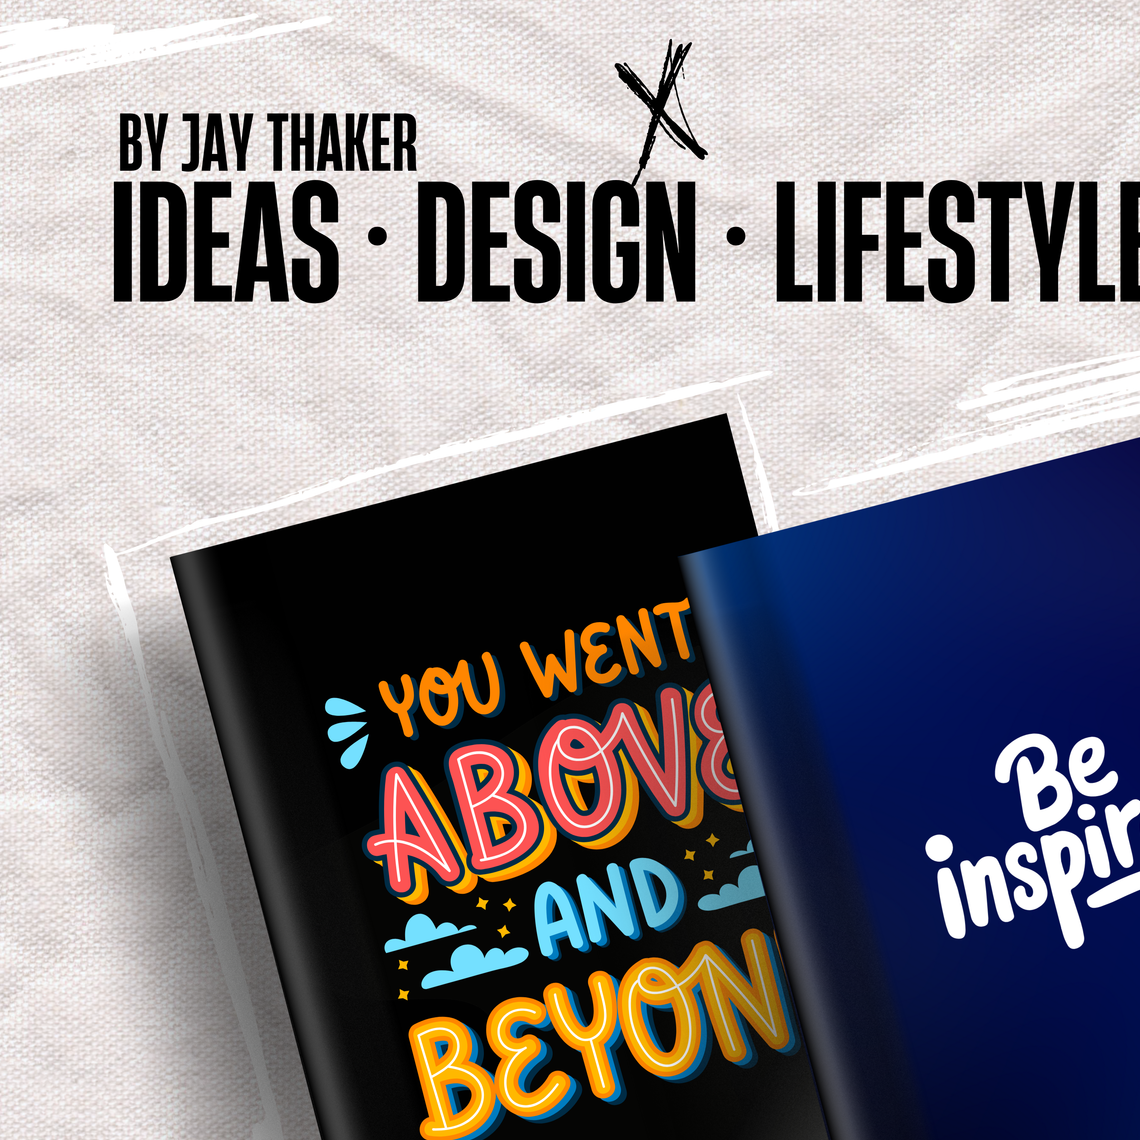 BY JAY THAKER
IDEAS · DESIGN · LIFESTYLE
YOU WENT
ABOVE
AND
BEYON
Be
inspir